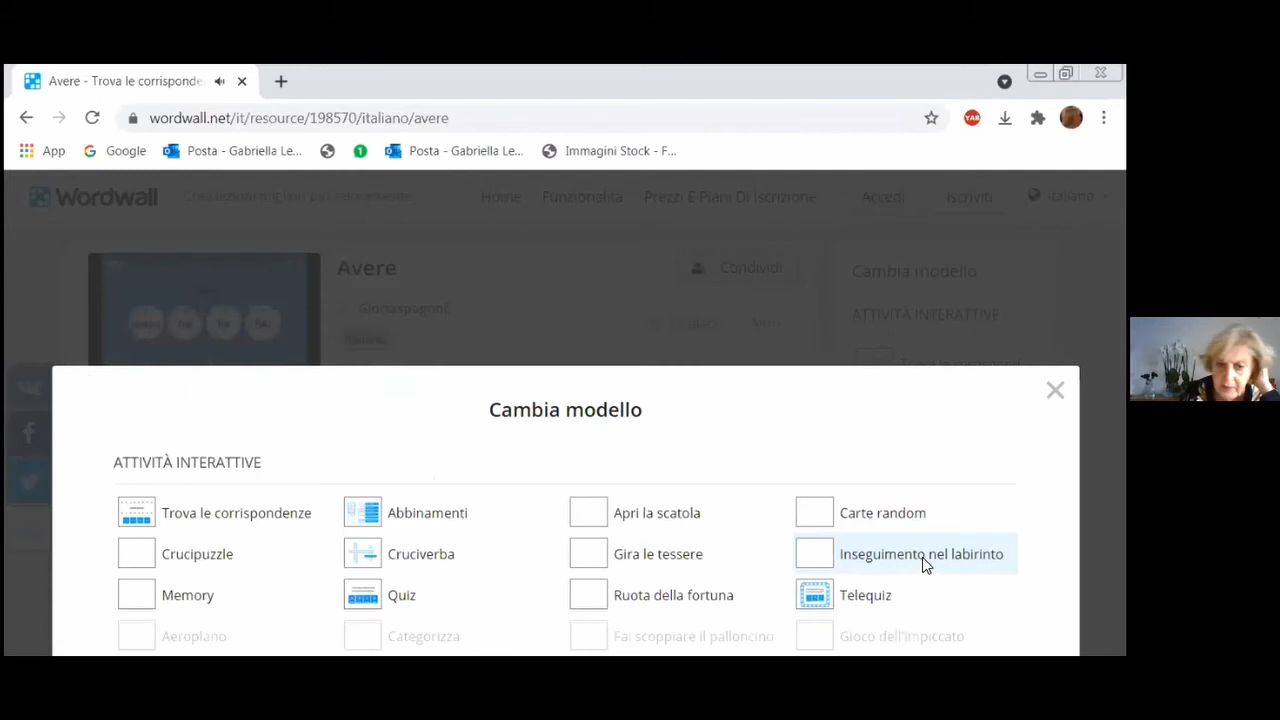 Avere - Trova le corrisponde
wordwall.net/it/resource/198570/italiano/avere
YAB
App Google Posta - Gabriella Le... 1 Posta - Gabriella Le... Immagini Stock - F...
Wordwall Home Funzionalità Prezzi E Piani Di Iscrizione Accedi Iscriviti Italiano
Avere Condividi Cambia modello
ATTIVITÀ INTERATTIVE
Cambia modello
ATTIVITÀ INTERATTIVE
Trova le corrispondenze Abbinamenti Apri la scatola Carte random
Crucipuzzle Cruciverba Gira le tessere Inseguimento nel labirinto
Memory Quiz Ruota della fortuna Telequiz
Aeroplano Categorizza Fai scoppiare il palloncino Gioco dell'impiccato